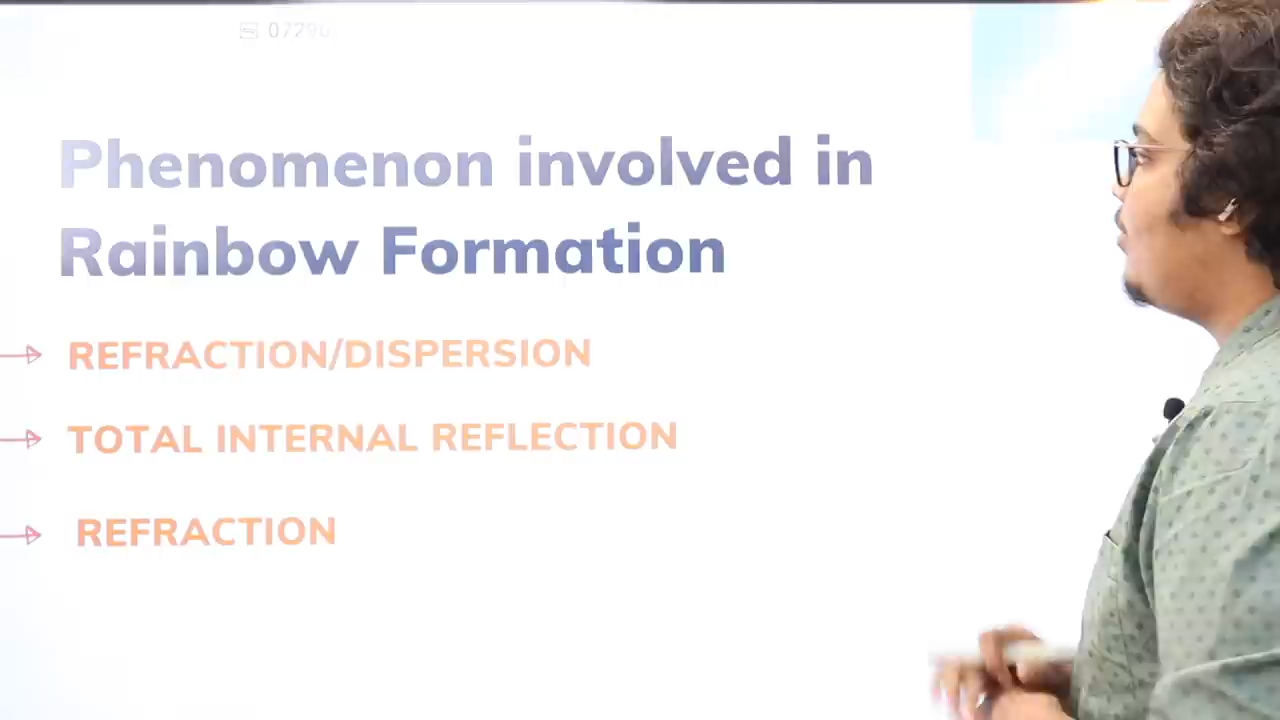 Phenomenon involved in
Rainbow Formation
REFRACTION/DISPERSION
TOTAL INTERNAL REFLECTION
REFRACTION